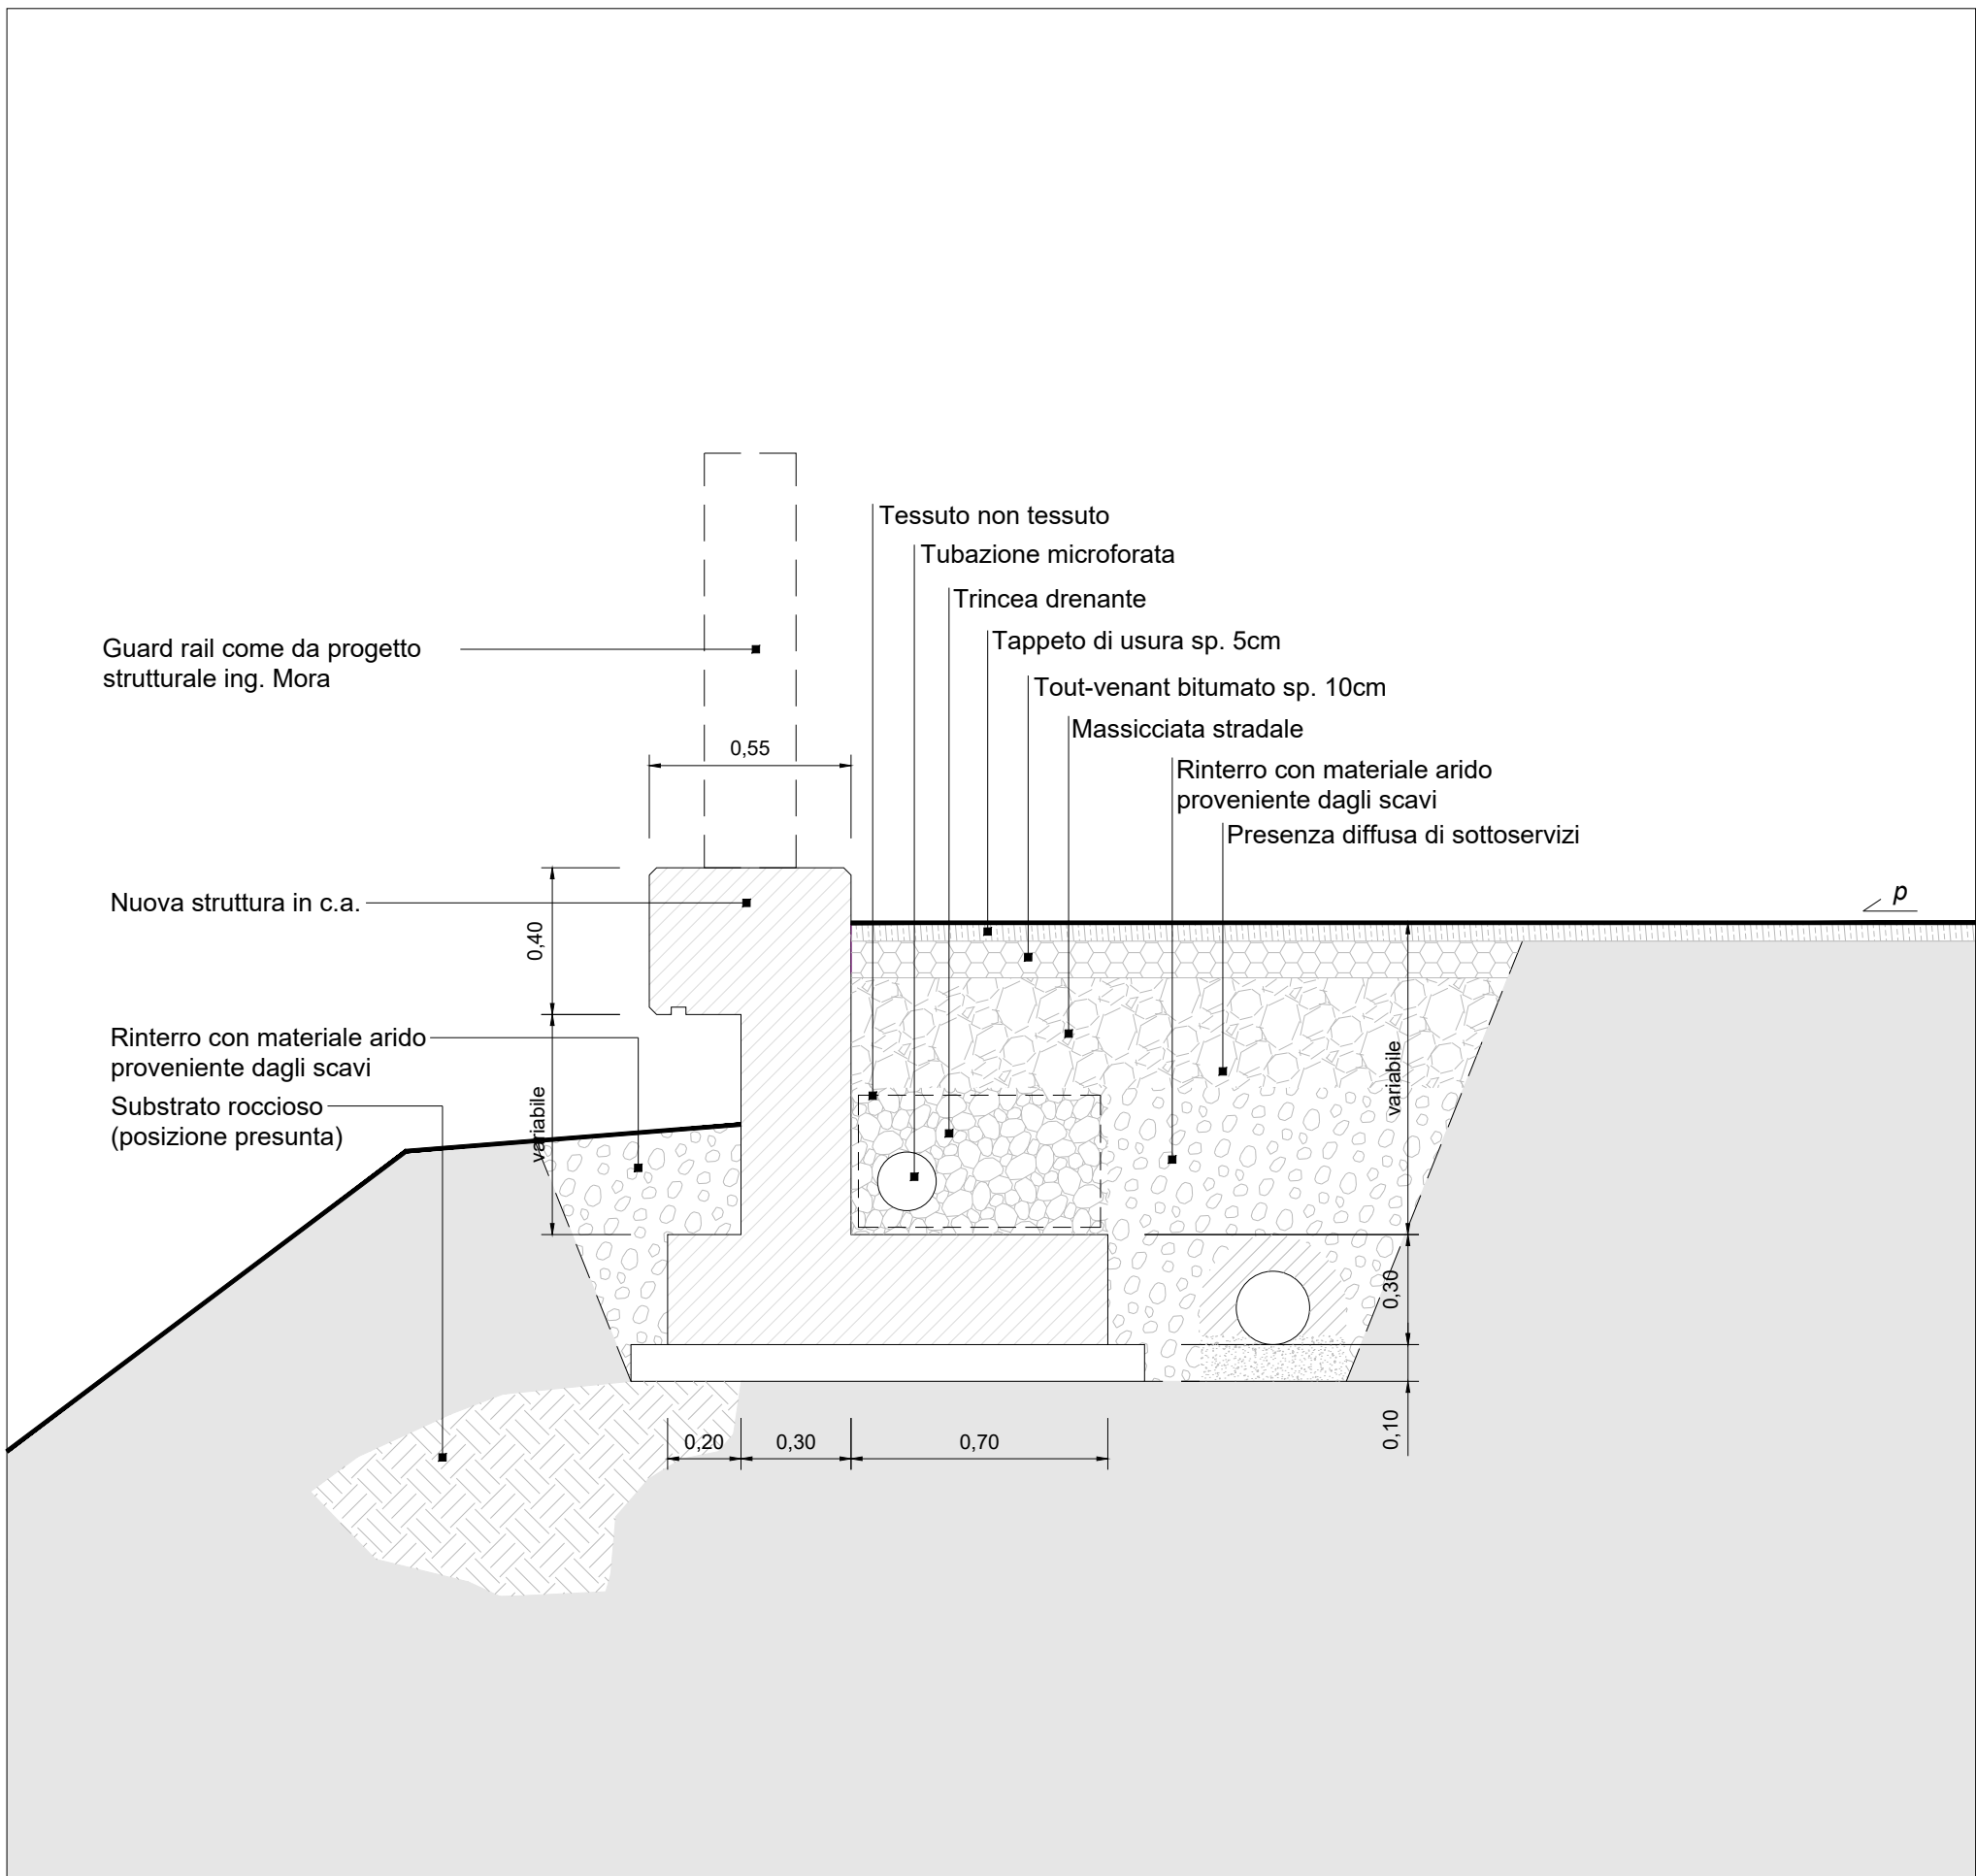 Tessuto non tessuto
Tubazione microforata
Trincea drenante
Tappeto di usura sp. 5cm
Guard rail come da progetto
strutturale ing. Mora
Tout-venant bitumato sp. 10cm
Massicciata stradale
0,55
Rinterro con materiale arido
proveniente dagli scavi
Presenza diffusa di sottoservizi
p
Nuova struttura in c.a.
0,40
Rinterro con materiale arido
proveniente dagli scavi
Substrato roccioso
(posizione presunta)
variabile
variabile
0,30
0,10
0,20
0,30
0,70